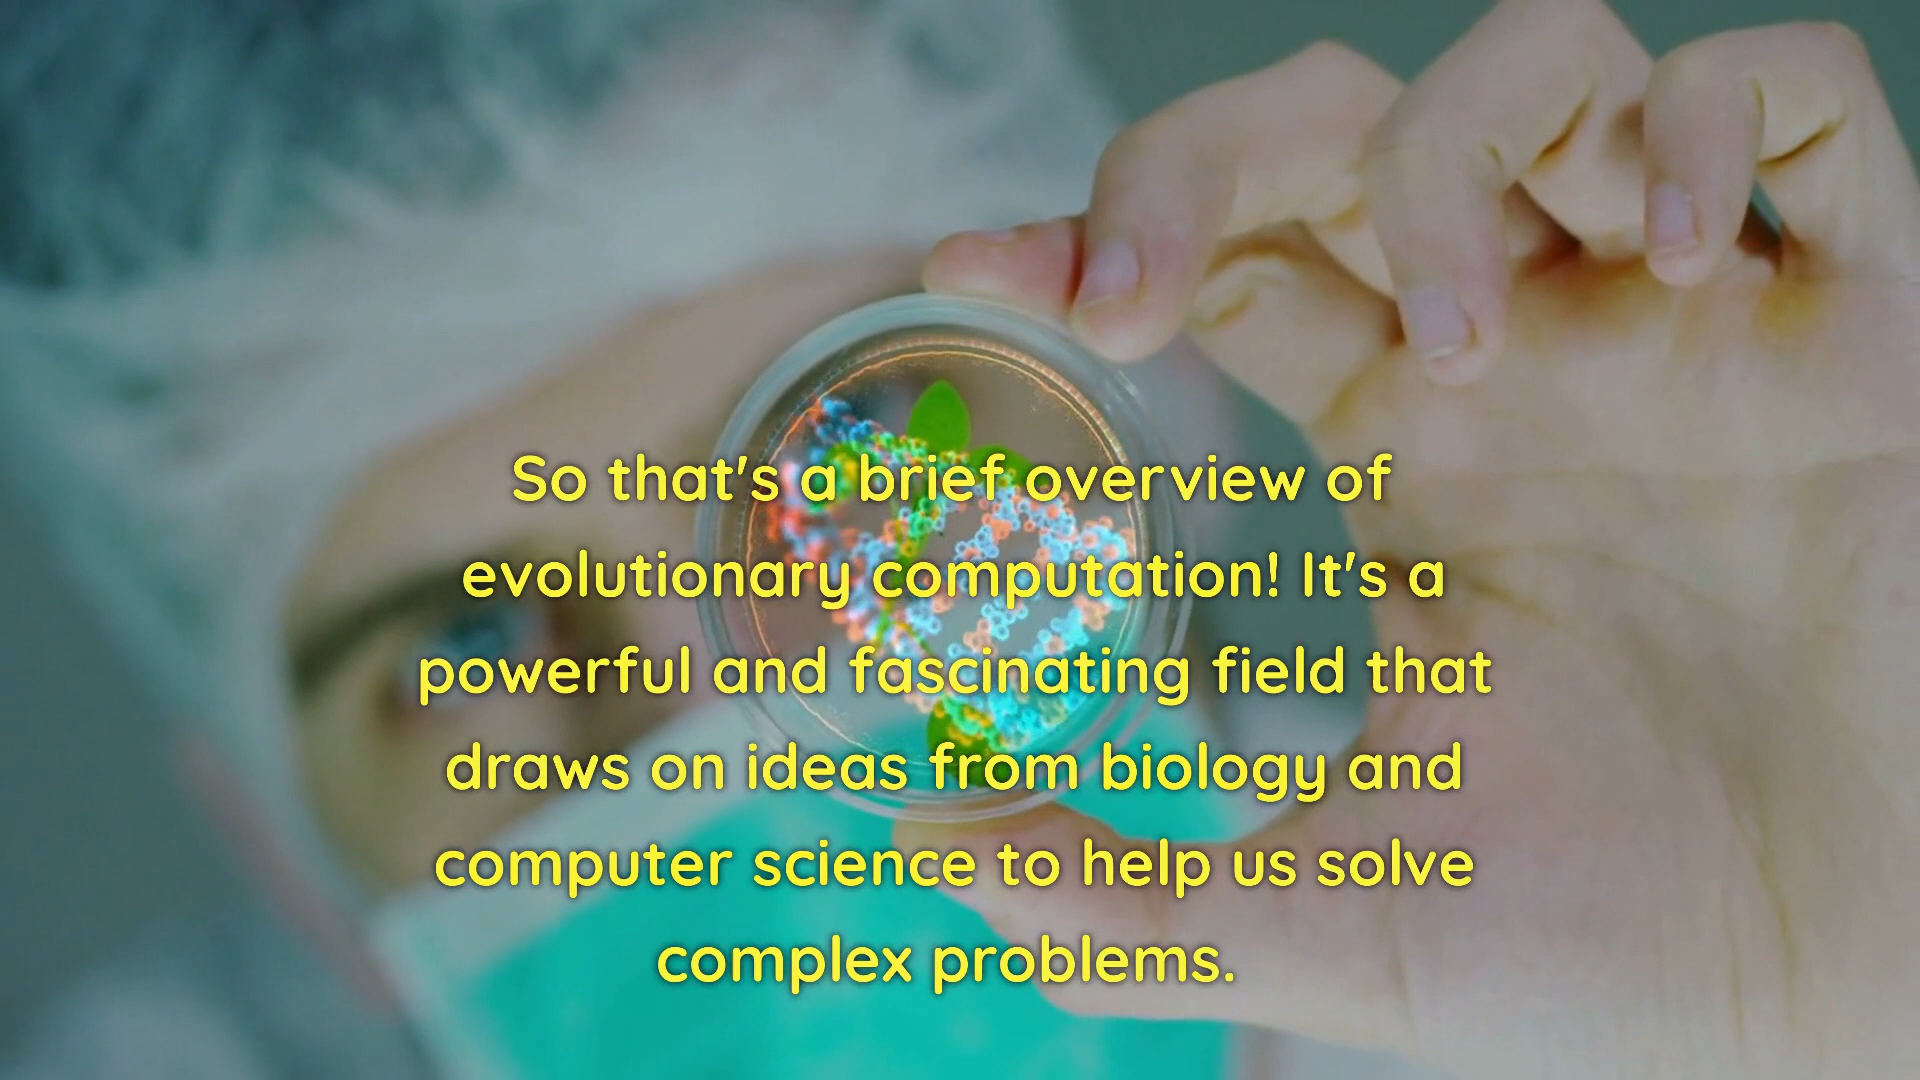 So that's a brief overview of
evolutionary computation! It's a
powerful and fascinating field that
draws on ideas from biology and
computer science to help us solve
complex problems.